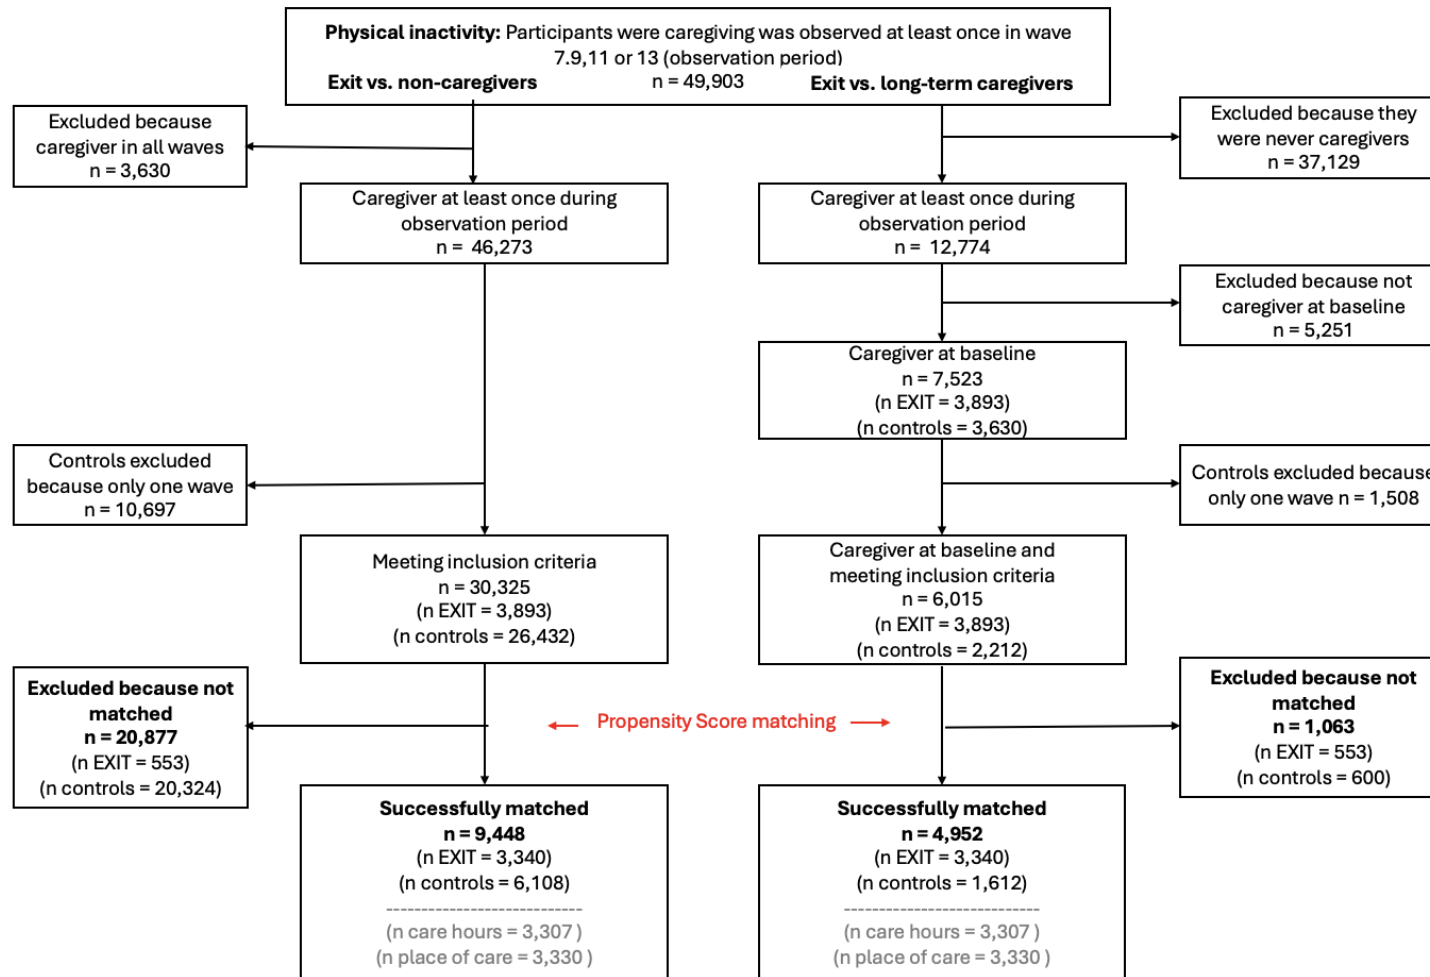 Physical inactivity: Participants were caregiving was observed at least once in wave
7.9,11 or 13 (observation period)
Exit vs. non-caregivers
n = 49,903
Exit vs. long-term caregivers
Excluded because
caregiver in all waves
n = 3,630
Excluded because they
were never caregivers
n = 37,129
Caregiver at least once during
observation period
n =  46,273
Caregiver at least once during
observation period
n =  12,774
Excluded because not
caregiver at baseline
n = 5,251
Caregiver at baseline
n = 7,523
(n EXIT = 3,893)
(n controls = 3,630)
Controls excluded
because only one wave
n = 10,697
Controls excluded because
only one wave n = 1,508
Meeting inclusion criteria
n = 30,325
(n EXIT = 3,893)
(n controls = 26,432)
Caregiver at baseline and
meeting inclusion criteria
n = 6,015
(n EXIT = 3,893)
(n controls = 2,212)
Excluded because not
matched
n = 20,877
(n EXIT = 553)
(n controls = 20,324)
Propensity Score matching
Excluded because not
matched
n = 1,063
(n EXIT = 553)
(n controls = 600)
Successfully matched
n = 9,448
(n EXIT = 3,340)
(n controls = 6,108)
----------------------------
(n care hours = 3,307 )
(n place of care = 3,330 )
Successfully matched
n = 4,952
(n EXIT = 3,340)
(n controls = 1,612)
----------------------------
(n care hours = 3,307 )
(n place of care = 3,330 )